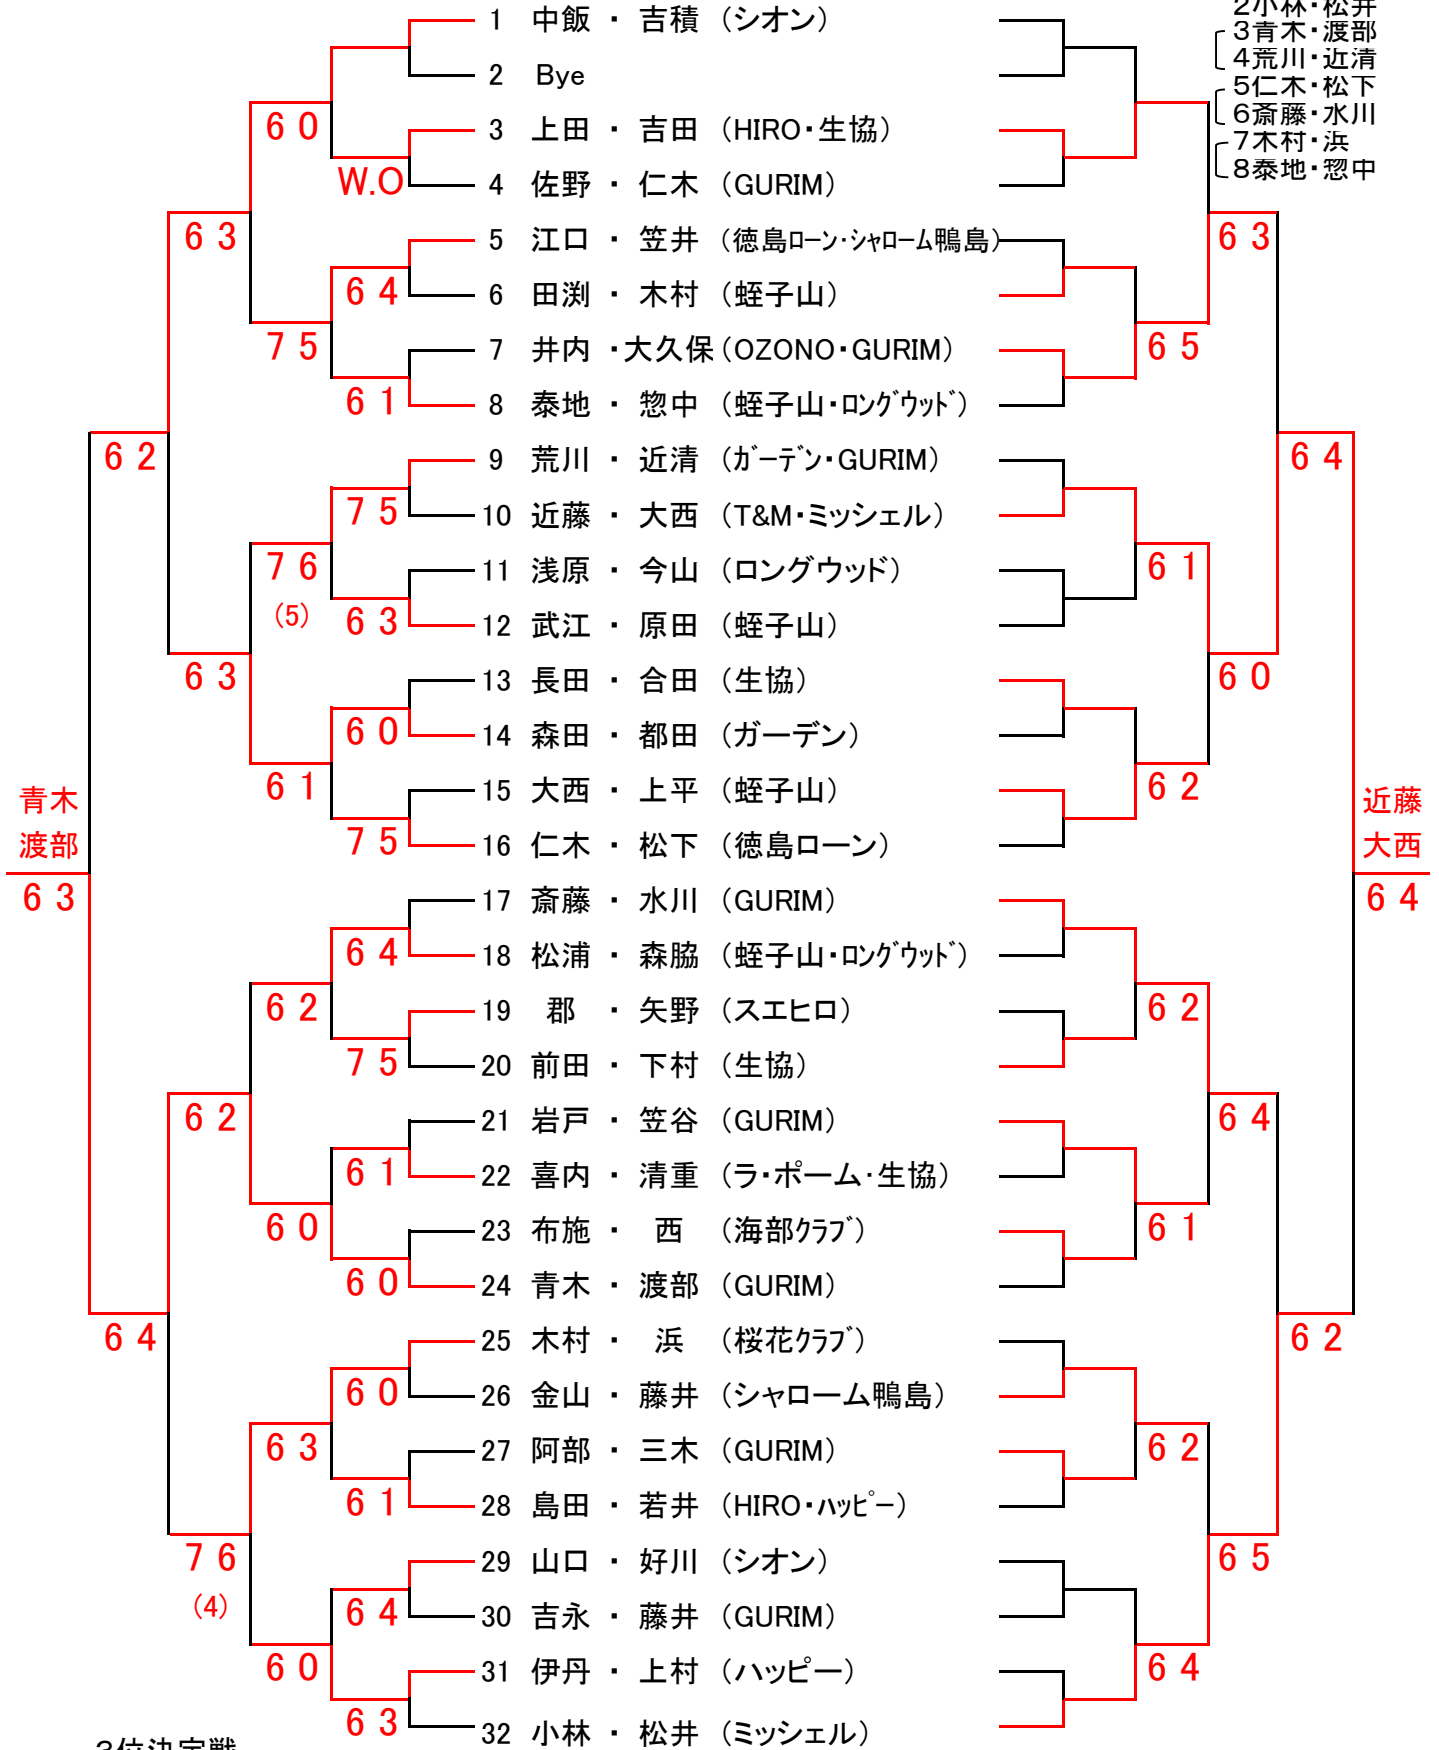 2小林・松井
3青木・渡部
4荒川・近清
5仁木・松下
6斎藤・水川
7木村・浜
8泰地・惣中
1 中飯 ・ 吉積 (シオン)
2 Bye
6 0
3 上田 ・ 吉田 (HIRO・生協)
W.O
4 佐野 ・ 仁木 (GURIM)
6 3
5 江口 ・ 笠井 (徳島ローン・シャローム鴨島)
6 3
6 4
6 田渕 ・ 木村 (蛭子山)
7 5
7 井内 ・大久保 (OZONO・GURIM)
6 5
6 1
8 泰地 ・ 惣中 (蛭子山・ロングウッド)
6 2
9 荒川 ・ 近清 (ガーデン・GURIM)
6 4
7 5
10 近藤 ・ 大西 (T&M・ミッシェル)
7 6
11 浅原 ・ 今山 (ロングウッド)
6 1
(5)
6 3
12 武江 ・ 原田 (蛭子山)
6 3
13 長田 ・ 合田 (生協)
6 0
6 0
14 森田 ・ 都田 (ガーデン)
6 1
15 大西 ・ 上平 (蛭子山)
6 2
青木
近藤
渡部
7 5
16 仁木 ・ 松下 (徳島ローン)
大西
6 3
17 斎藤 ・ 水川 (GURIM)
6 4
6 4
18 松浦 ・ 森脇 (蛭子山・ロングウッド)
6 2
19 郡 ・ 矢野 (スエヒロ)
6 2
7 5
20 前田 ・ 下村 (生協)
6 2
21 岩戸 ・ 笠谷 (GURIM)
6 4
6 1
22 喜内 ・ 清重 (ラ・ポーム・生協)
6 0
23 布施 ・ 西 (海部クラブ)
6 1
6 0
24 青木 ・ 渡部 (GURIM)
6 4
25 木村 ・ 浜 (桜花クラブ)
6 2
6 0
26 金山 ・ 藤井 (シャローム鴨島)
6 3
27 阿部 ・ 三木 (GURIM)
6 2
6 1
28 島田 ・ 若井 (HIRO・ハッピー)
7 6
29 山口 ・ 好川 (シオン)
6 5
(4)
6 4
30 吉永 ・ 藤井 (GURIM)
6 0
31 伊丹 ・ 上村 (ハッピー)
6 4
6 3
32 小林 ・ 松井 (ミッシェル)
3位決定戦